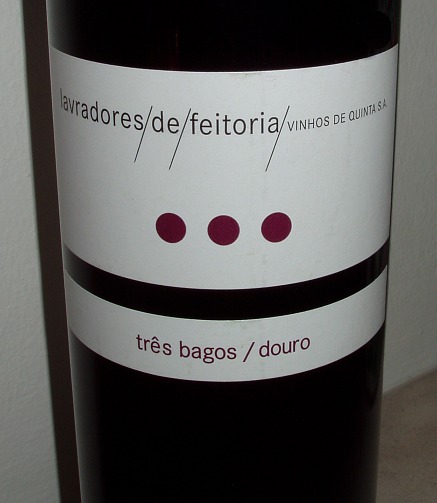 lavradores/de/feitoria/VINHOS DE QUINTA S.A.
três bagos / douro